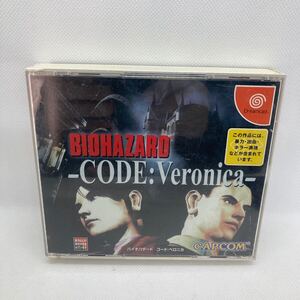 Dreamcast
この作品には、
暴力・出血・
ホラー表現
などが含まれて
います。
BIOHAZARD
-CODE:Veronica-
バイオハザード コード:ベロニカ
CAPCOM